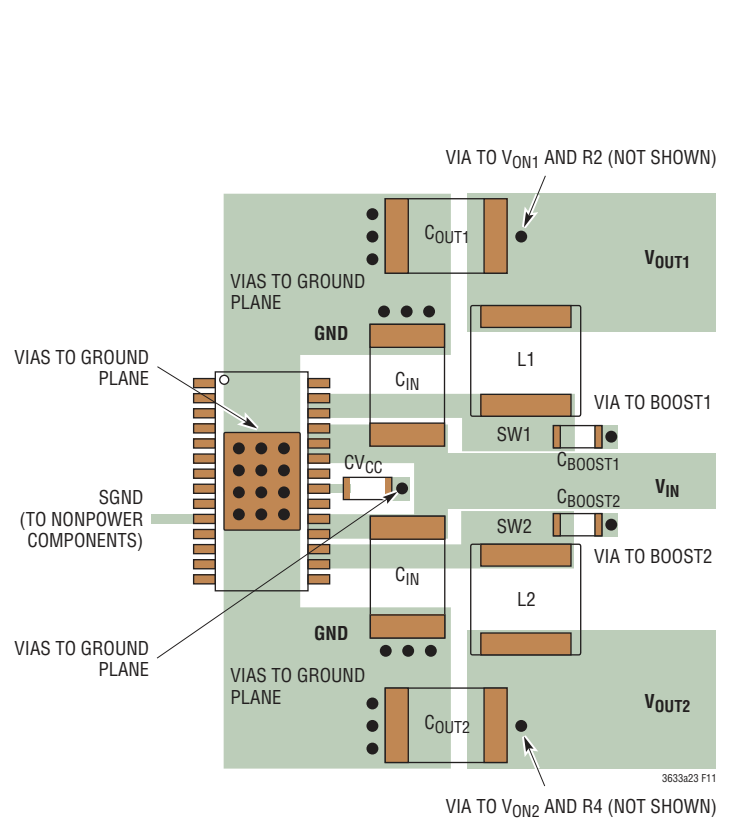 VIA TO VON1 AND R2 (NOT SHOWN)
COUT1
VOUT1
VIAS TO GROUND
PLANE
GND
VIAS TO GROUND
PLANE
L1
CIN
VIA TO BOOST1
SW1
CBOOST1
CVCC
VIN
SGND
(TO NONPOWER
COMPONENTS)
CBOOST2
SW2
VIA TO BOOST2
CIN
L2
GND
VIAS TO GROUND
PLANE
VIAS TO GROUND
PLANE
VOUT2
COUT2
3633a23 F11
VIA TO VON2 AND R4 (NOT SHOWN)